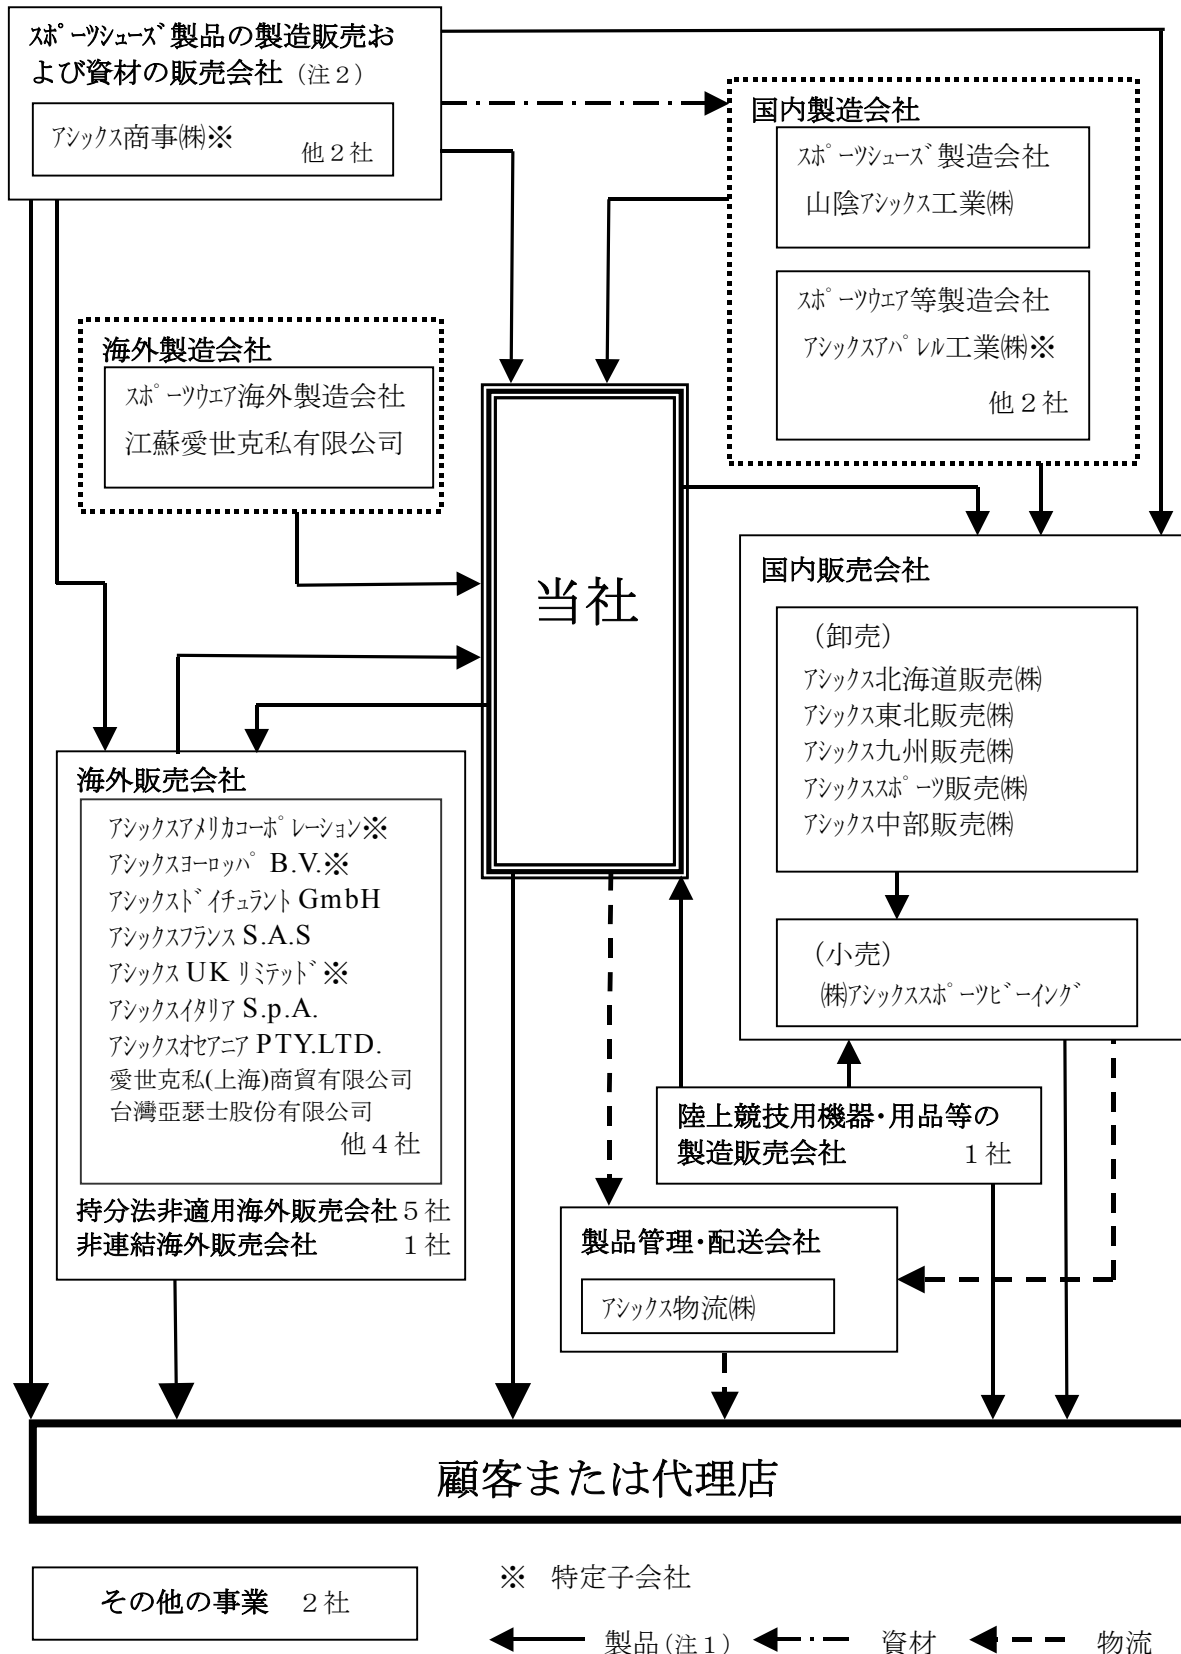 スポーツシューズ製品の製造販売お
よび資材の販売会社（注２）
アシックス商事㈱※
他２社
国内製造会社
スポーツシューズ製造会社
山陰アシックス工業㈱
スポーツウエア等製造会社
アシックスアパレル工業㈱※
他２社
海外製造会社
スポーツウエア海外製造会社
江蘇愛世克私有限公司
当社
国内販売会社
（卸売）
アシックス北海道販売㈱
アシックス東北販売㈱
アシックス九州販売㈱
アシックススポーツ販売㈱
アシックス中部販売㈱
（小売）
㈱アシックススポーツビーイング
海外販売会社
アシックスアメリカコーポレーション※
アシックスヨーロッパ B.V.※
アシックスドイチュラント GmbH
アシックスフランス S.A.S
アシックス UK リミテッド※
アシックスイタリア S.p.A.
アシックスオセアニア PTY.LTD.
愛世克私(上海)商貿有限公司
台灣亞瑟士股份有限公司
他４社
持分法非適用海外販売会社５社
非連結海外販売会社 １社
陸上競技用機器・用品等の
製造販売会社 １社
製品管理・配送会社
アシックス物流㈱
顧客または代理店
その他の事業 ２社
※ 特定子会社
製品(注１) 資材 物流